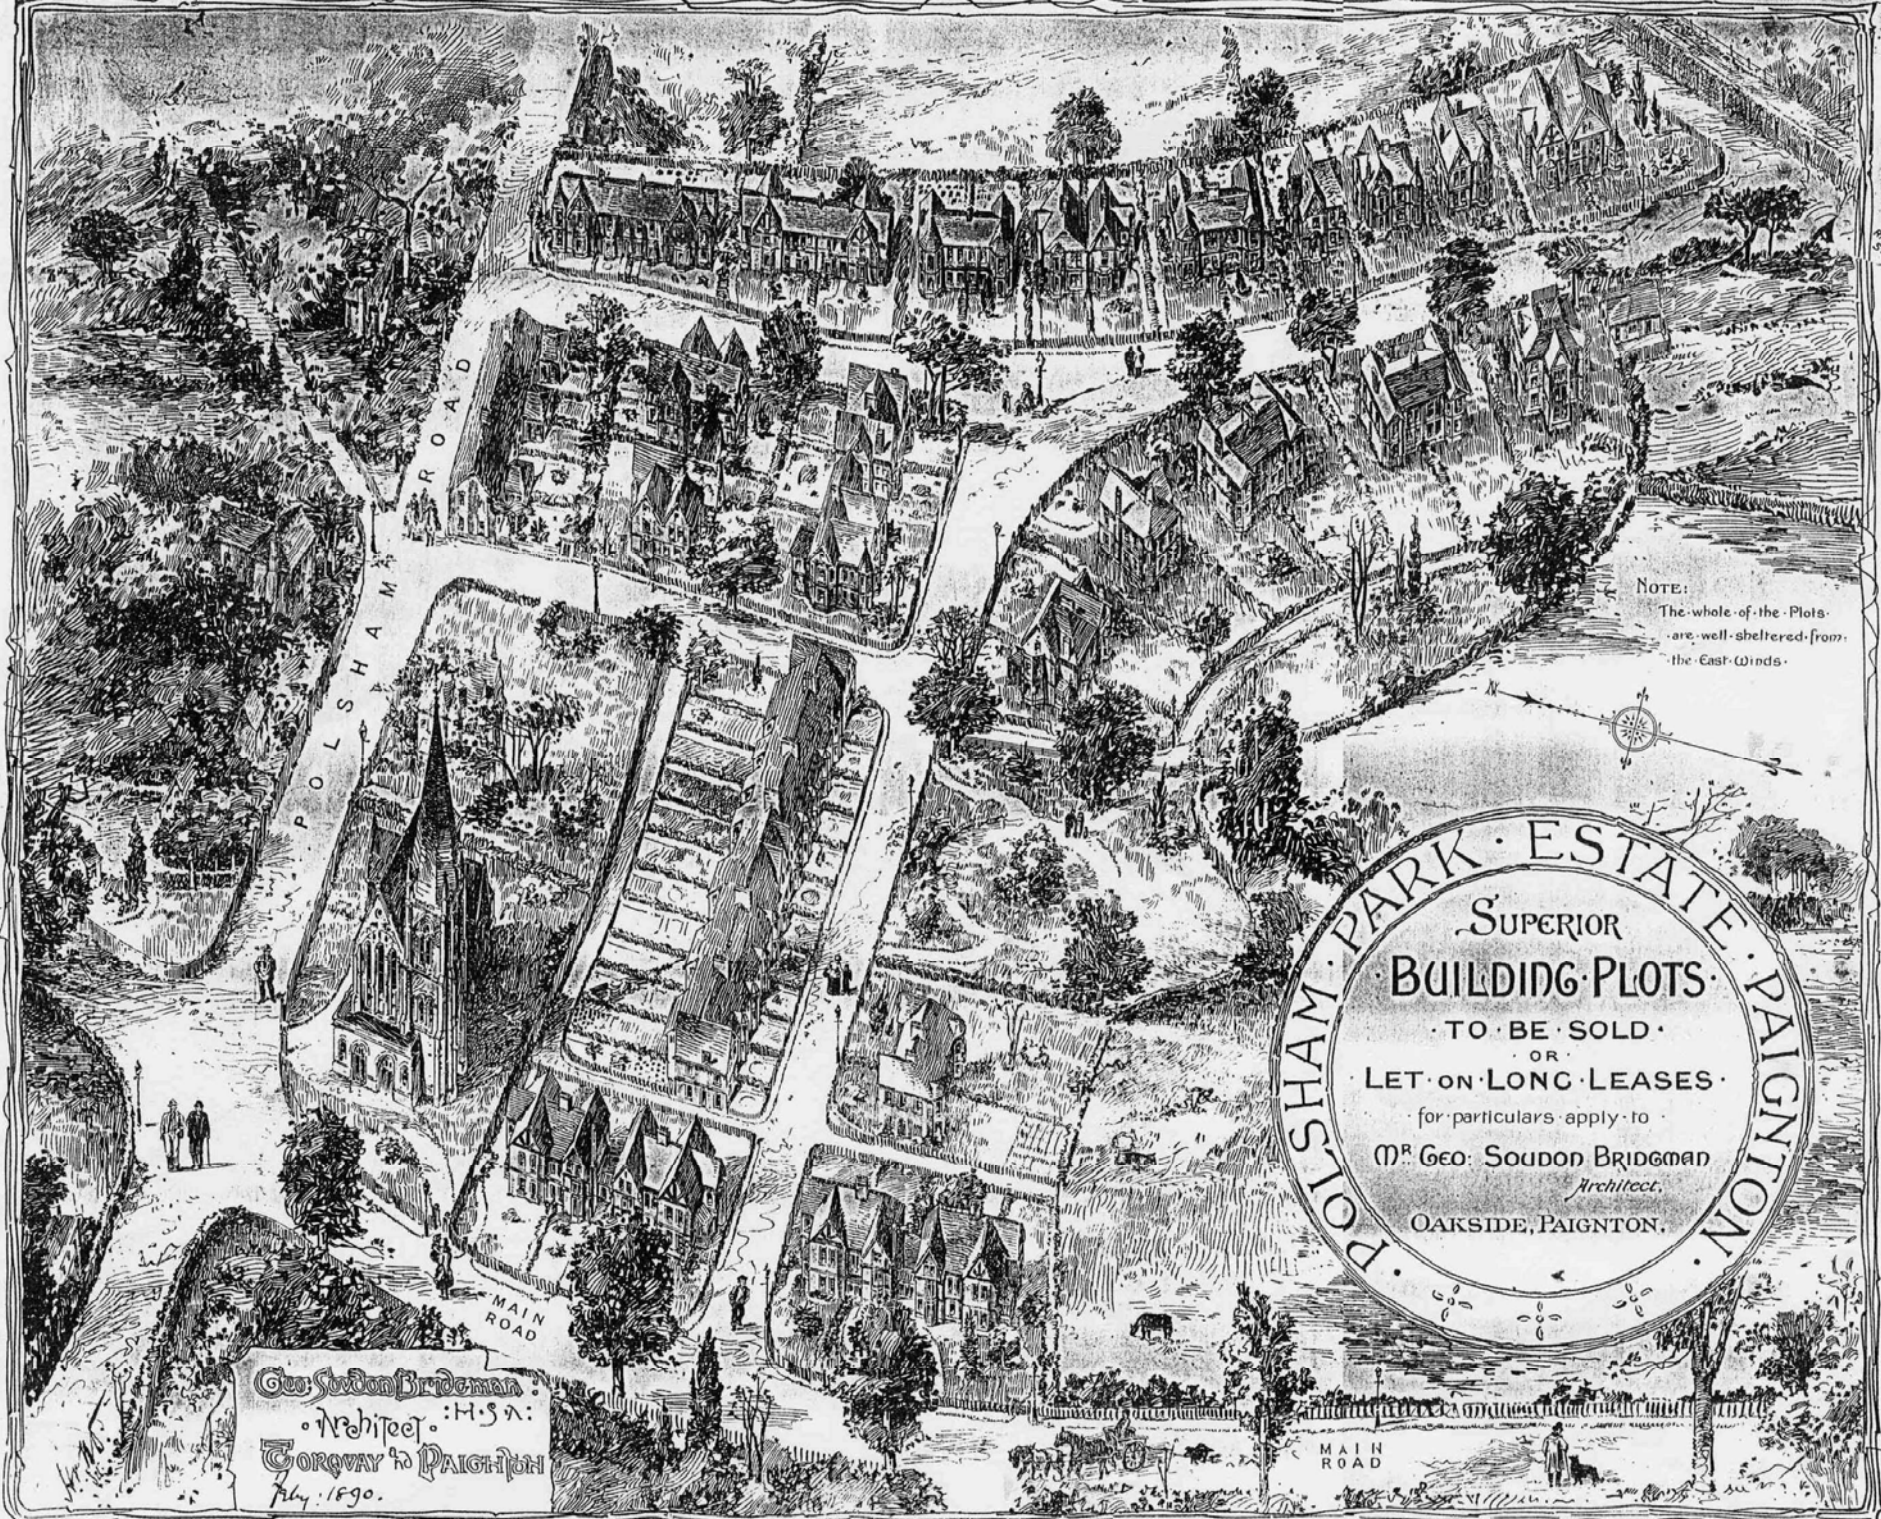 POLSHAM ROAD
NOTE:
The·whole·of·the·Plots·
·are·well·sheltered·from·
·the·East·Winds·
N
POLSHAM·PARK·ESTATE·PAIGNTON·
SUPERIOR
BUILDING·PLOTS·
·TO·BE·SOLD·
·OR·
LET·ON·LONG·LEASES·
for·particulars·apply·to·
MR GEO: SOUDON BRIDGMAN
Architect.
OAKSIDE, PAIGNTON.
MAIN
ROAD
Geo: Soudon Bridgman:
·Architect· :H·S·A:
TORQUAY & PAIGNTON
Feby: 1890.
MAIN
ROAD